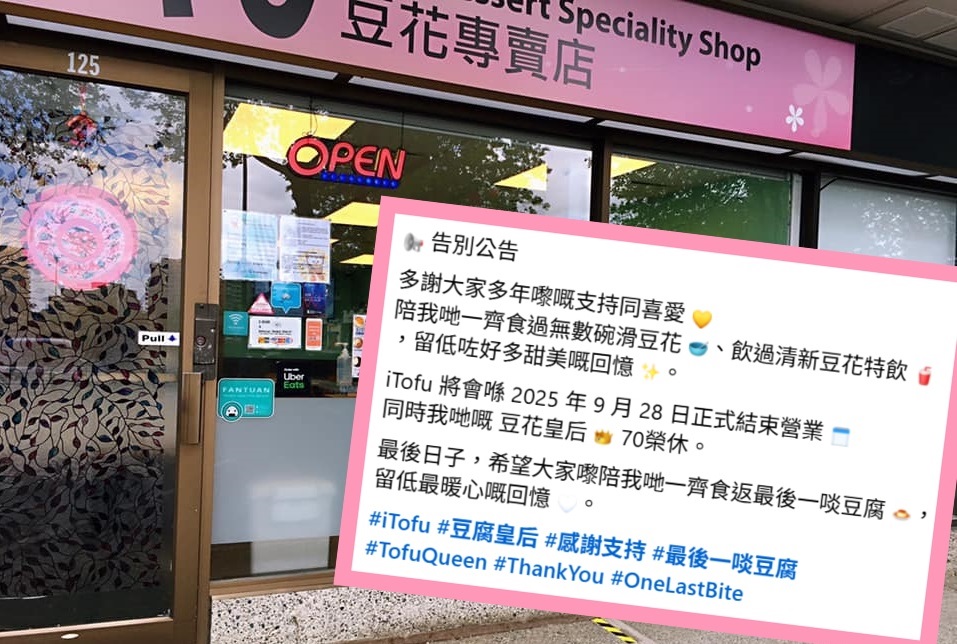 Dessert Speciality Shop
豆花專賣店
125
OPEN
Pull
Uber
Eats
FANTUAN
告別公告
多謝大家多年嚟嘅支持同喜愛 💛
陪我哋一齊食過無數碗滑豆花 🥣、飲過清新豆花特飲 🥤
，留低咗好多甜美嘅回憶 ✨。
iTofu 將會喺 2025 年 9 月 28 日正式結束營業 🗓️
同時我哋嘅 豆花皇后 👑 70榮休。
最後日子，希望大家嚟陪我哋一齊食返最後一啖豆腐 🍮，
留低最暖心嘅回憶 🤍。
#iTofu #豆腐皇后 #感謝支持 #最後一啖豆腐
#TofuQueen #ThankYou #OneLastBite